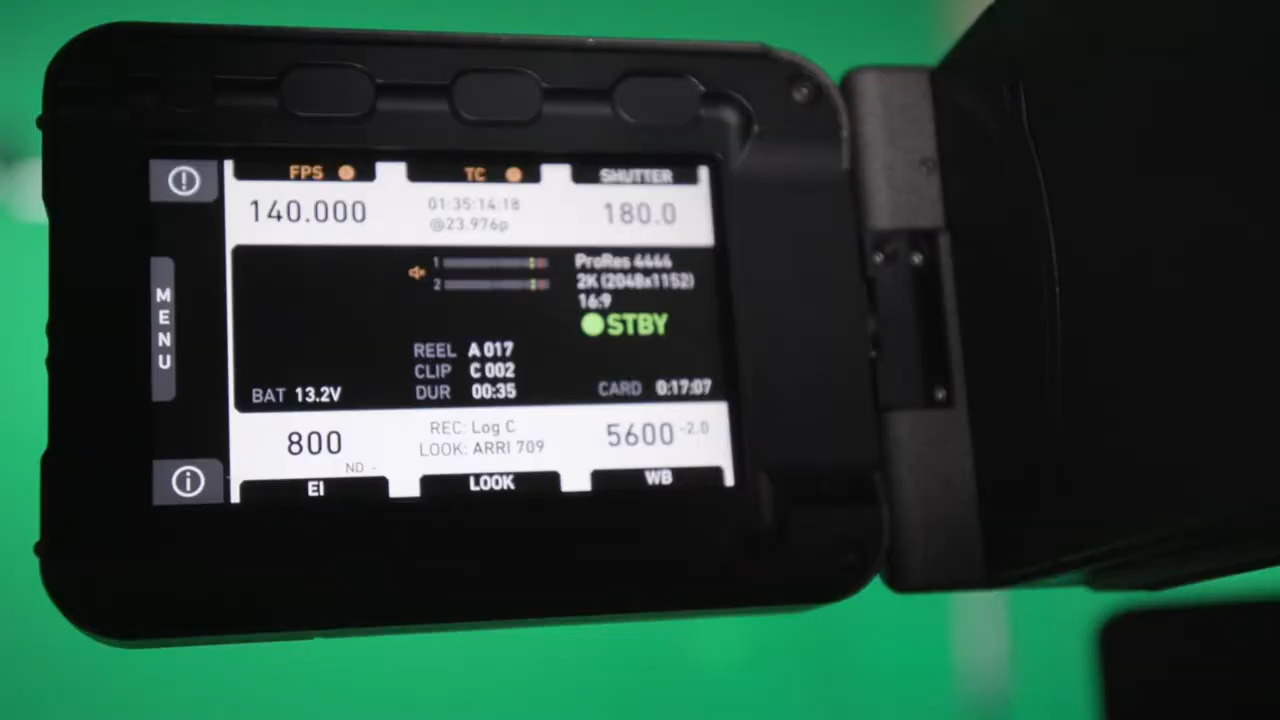 FPS TC SHUTTER
140.000 01:35:14:18 180.0
@23.976p
1 ProRes 4444
2 2K (2048x1152)
16:9
STBY
MENU
REEL A 017
CLIP C 002
BAT 13.2V DUR 00:35 CARD 0:17:07
800 REC: Log C 5600 -2.0
LOOK: ARRI 709
ND -
EI LOOK WB